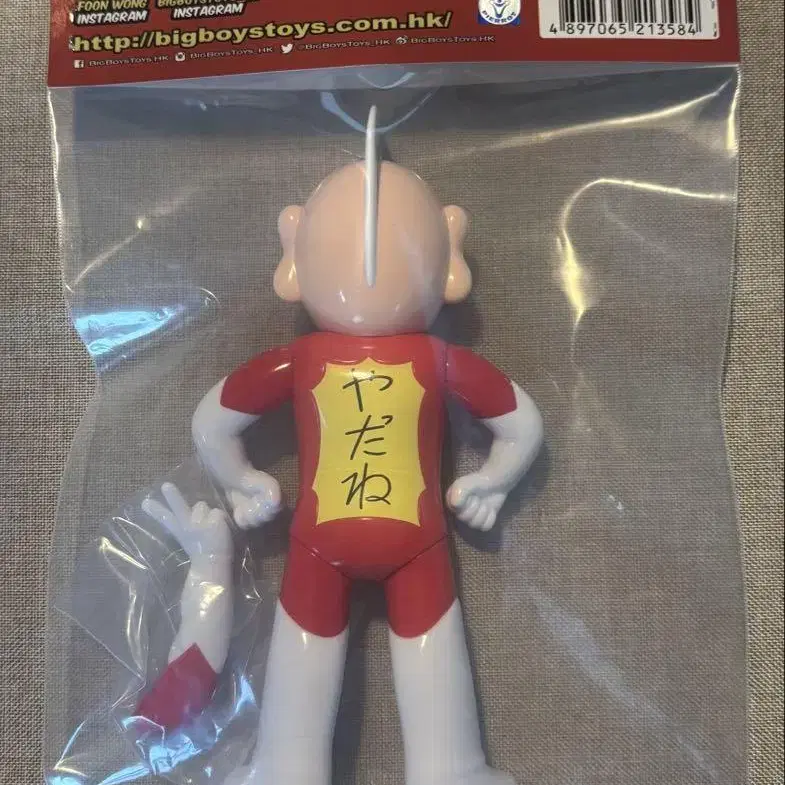 FOON WONG
INSTAGRAM
INSTAGRAM
http://bigboystoys.com.hk/
BigBoysToys.HK BigBoysToys_HK @BigBoysToys_HK BigBoysToys.HK
PIERROT
4 897065 213584
やだね